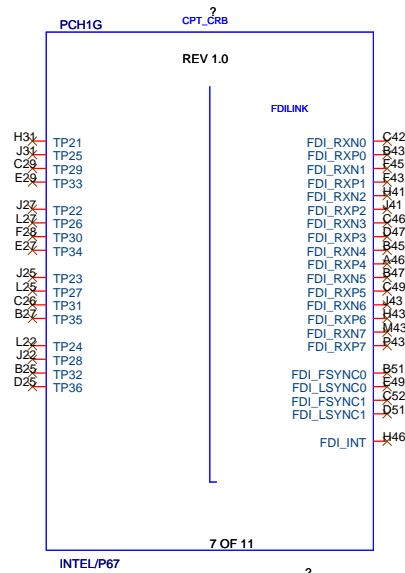 ?
PCH1G CPT_CRB
REV 1.0
FDILINK
H31 TP21
J31 TP25
C29 TP29
E29 TP33
J27 TP22
L27 TP26
F28 TP30
E27 TP34
J25 TP23
L25 TP27
C26 TP31
B27 TP35
L22 TP24
J22 TP28
B25 TP32
D25 TP36
FDI_RXN0 C42
FDI_RXP0 B43
FDI_RXN1 F45
FDI_RXP1 F43
FDI_RXN2 H41
FDI_RXP2 J41
FDI_RXN3 C46
FDI_RXP3 D47
FDI_RXN4 B45
FDI_RXP4 A46
FDI_RXN5 B47
FDI_RXP5 C49
FDI_RXN6 J43
FDI_RXP6 H43
FDI_RXN7 M43
FDI_RXP7 P43
FDI_FSYNC0 B51
FDI_LSYNC0 E49
FDI_FSYNC1 C52
FDI_LSYNC1 D51
FDI_INT H46
7 OF 11
INTEL/P67
?